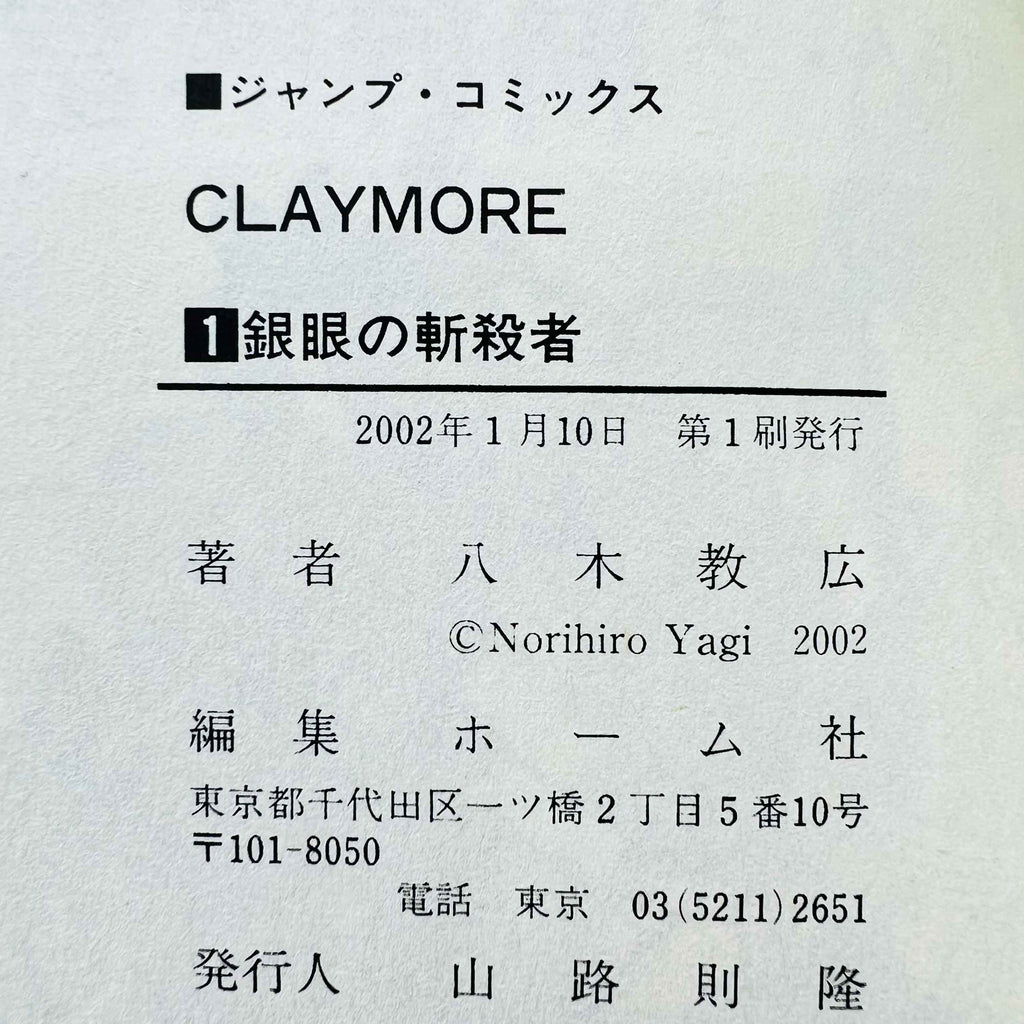 ■ジャンプ・コミックス
CLAYMORE
1銀眼の斬殺者
2002年1月10日　第1刷発行
著者　八木教広
©Norihiro Yagi 2002
編集　ホーム社
東京都千代田区一ツ橋2丁目5番10号
〒101-8050
電話　東京　03(5211)2651
発行人　山路則隆